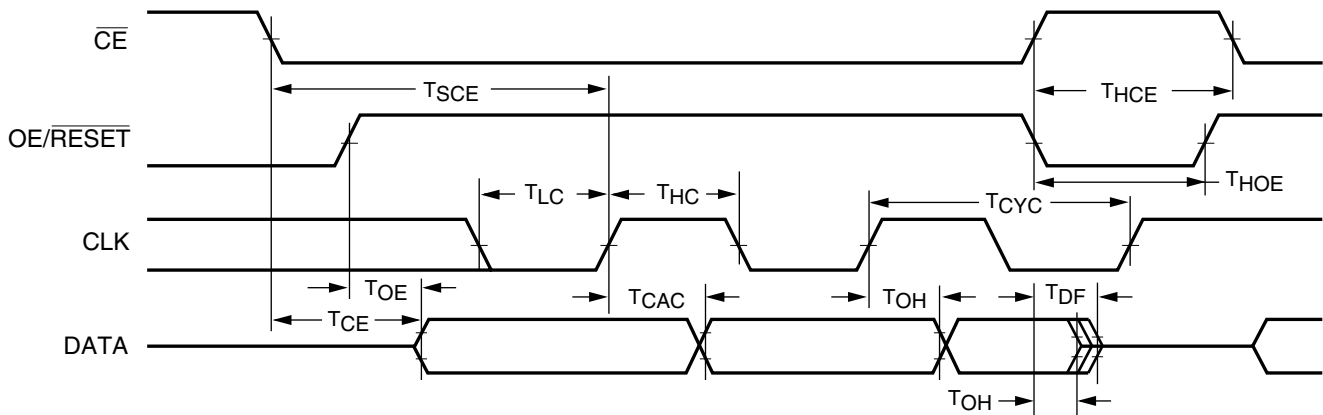 CE
TSCE
THCE
OE/RESET
TLC
THC
TCYC
THOE
CLK
TOE
TCAC
TOH
TDF
TCE
DATA
TOH